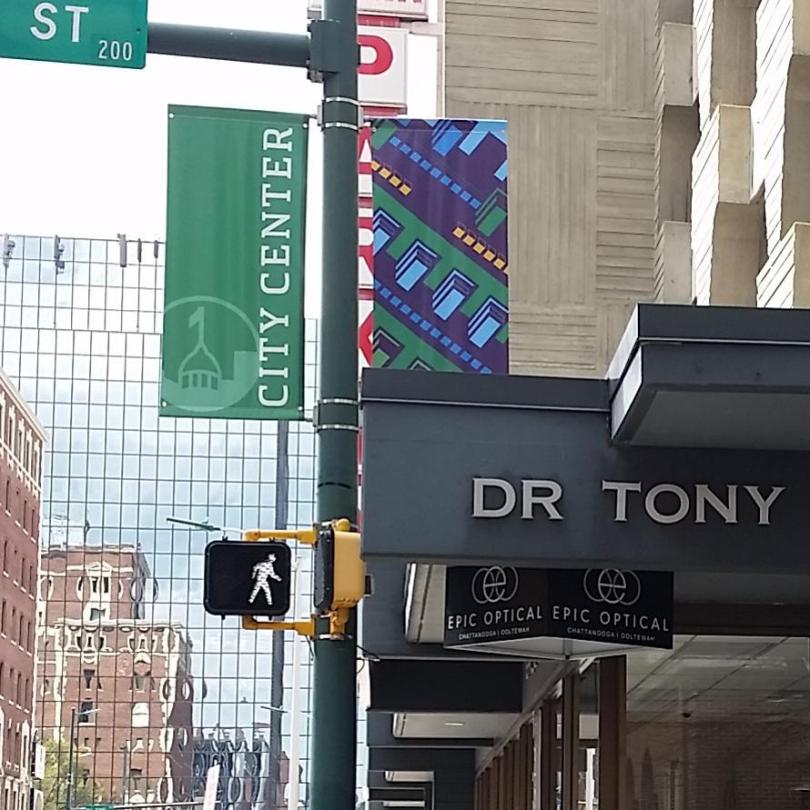 ST 200
P
CITY CENTER
DR TONY
EPIC OPTICAL
CHATTANOOGA | OOLTEWAH
EPIC OPTICAL
CHATTANOOGA | OOLTEWAH